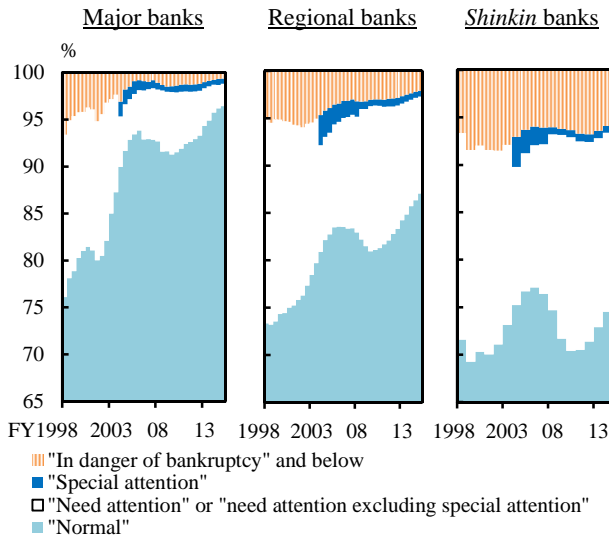 Major banks Regional banks Shinkin banks
%
100
95
90
85
80
75
70
65
FY1998 2003 08 13 1998 2003 08 13 1998 2003 08 13
"In danger of bankruptcy" and below
"Special attention"
"Need attention" or "need attention excluding special attention"
"Normal"